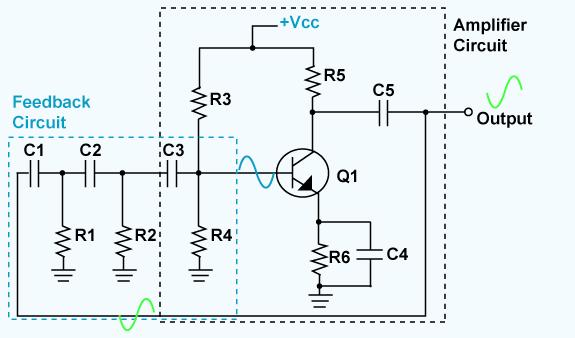 +Vcc
Amplifier
Circuit
R5
C5
R3
Output
Feedback
Circuit
C1
C2
C3
Q1
R1
R2
R4
R6
C4